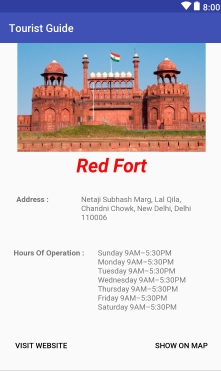 8:00
Tourist Guide
Red Fort
Address : Netaji Subhash Marg, Lal Qila,
Chandni Chowk, New Delhi, Delhi
110006
Hours Of Operation : Sunday 9AM–5:30PM
Monday 9AM–5:30PM
Tuesday 9AM–5:30PM
Wednesday 9AM–5:30PM
Thursday 9AM–5:30PM
Friday 9AM–5:30PM
Saturday 9AM–5:30PM
VISIT WEBSITE SHOW ON MAP